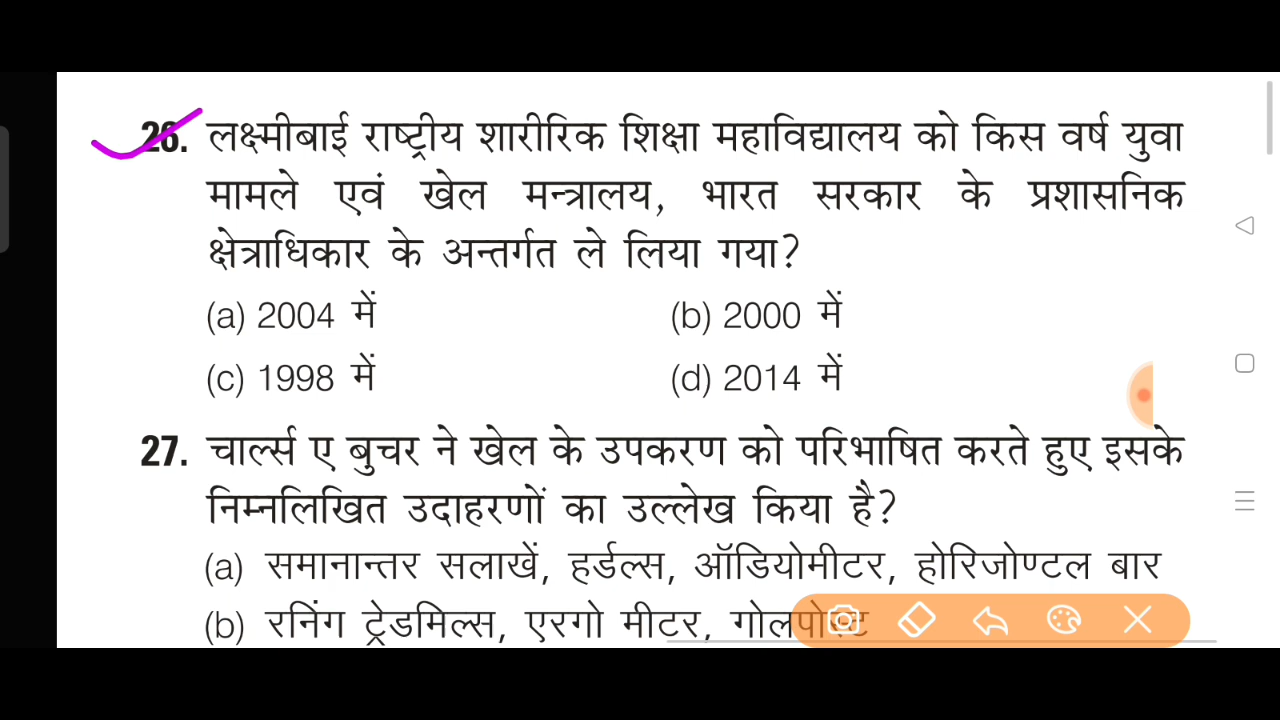 26. लक्ष्मीबाई राष्ट्रीय शारीरिक शिक्षा महाविद्यालय को किस वर्ष युवा
मामले एवं खेल मन्त्रालय, भारत सरकार के प्रशासनिक
क्षेत्राधिकार के अन्तर्गत ले लिया गया?
(a) 2004 में (b) 2000 में
(c) 1998 में (d) 2014 में
27. चार्ल्स ए बुचर ने खेल के उपकरण को परिभाषित करते हुए इसके
निम्नलिखित उदाहरणों का उल्लेख किया है?
(a) समानान्तर सलाखें, हर्डल्स, ऑडियोमीटर, होरिजोण्टल बार
(b) रनिंग ट्रेडमिल्स, एरगो मीटर, गोलपोस्ट